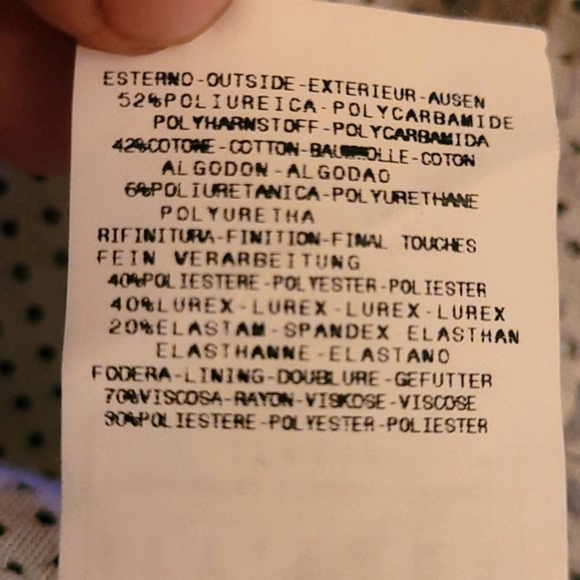 ESTERNO-OUTSIDE-EXTERIEUR-AUSEN
52%POLIUREICA-POLYCARBAMIDE
POLYHARNSTOFF-POLYCARBAMIDA
42%COTONE-COTTON-BAUMWOLLE-COTON
ALGODON-ALGODAO
6%POLIURETANICA-POLYURETHANE
POLYURETHA
RIFINITURA-FINITION-FINAL TOUCHES
FEIN VERARBEITUNG
40%POLIESTERE-POLYESTER-POLIESTER
40%LUREX-LUREX-LUREX-LUREX
20%ELASTAM-SPANDEX ELASTHAN
ELASTHANNE-ELASTANO
FODERA-LINING-DOUBLURE-GEFUTTER
70%VISCOSA-RAYON-VISKOSE-VISCOSE
30%POLIESTERE-POLYESTER-POLIESTER